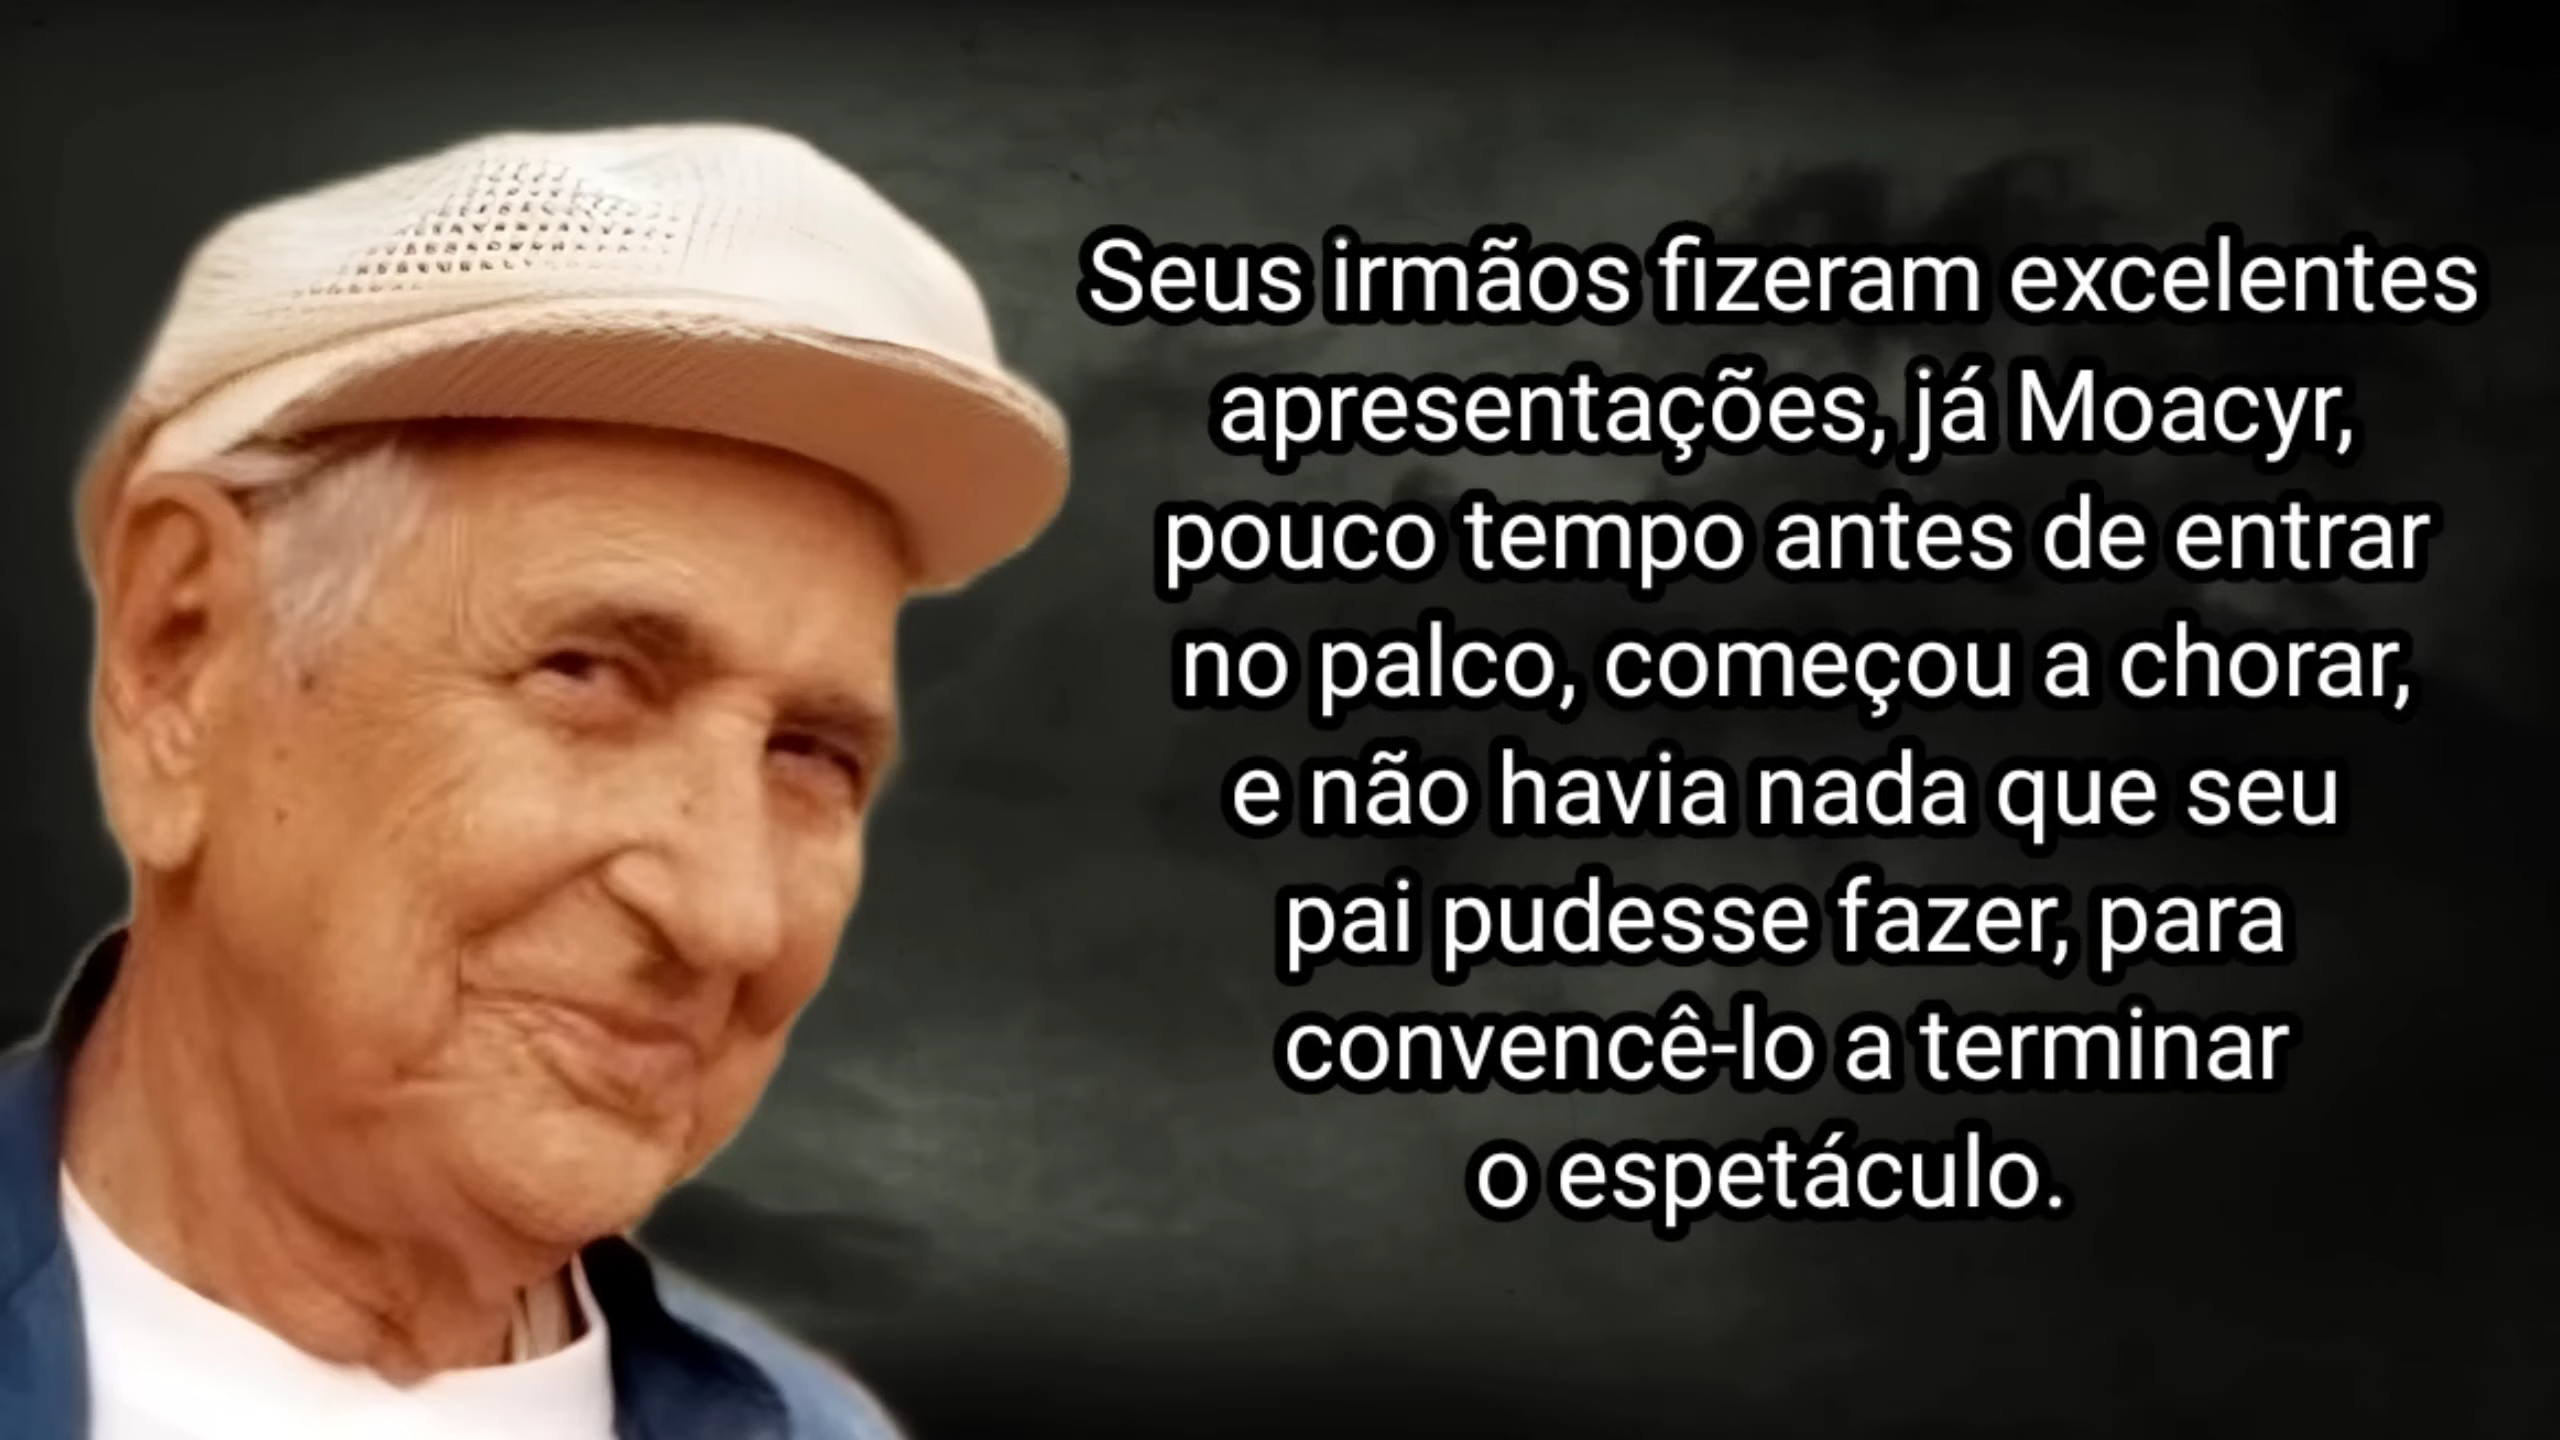 Seus irmãos fizeram excelentes
apresentações, já Moacyr,
pouco tempo antes de entrar
no palco, começou a chorar,
e não havia nada que seu
pai pudesse fazer, para
convencê-lo a terminar
o espetáculo.